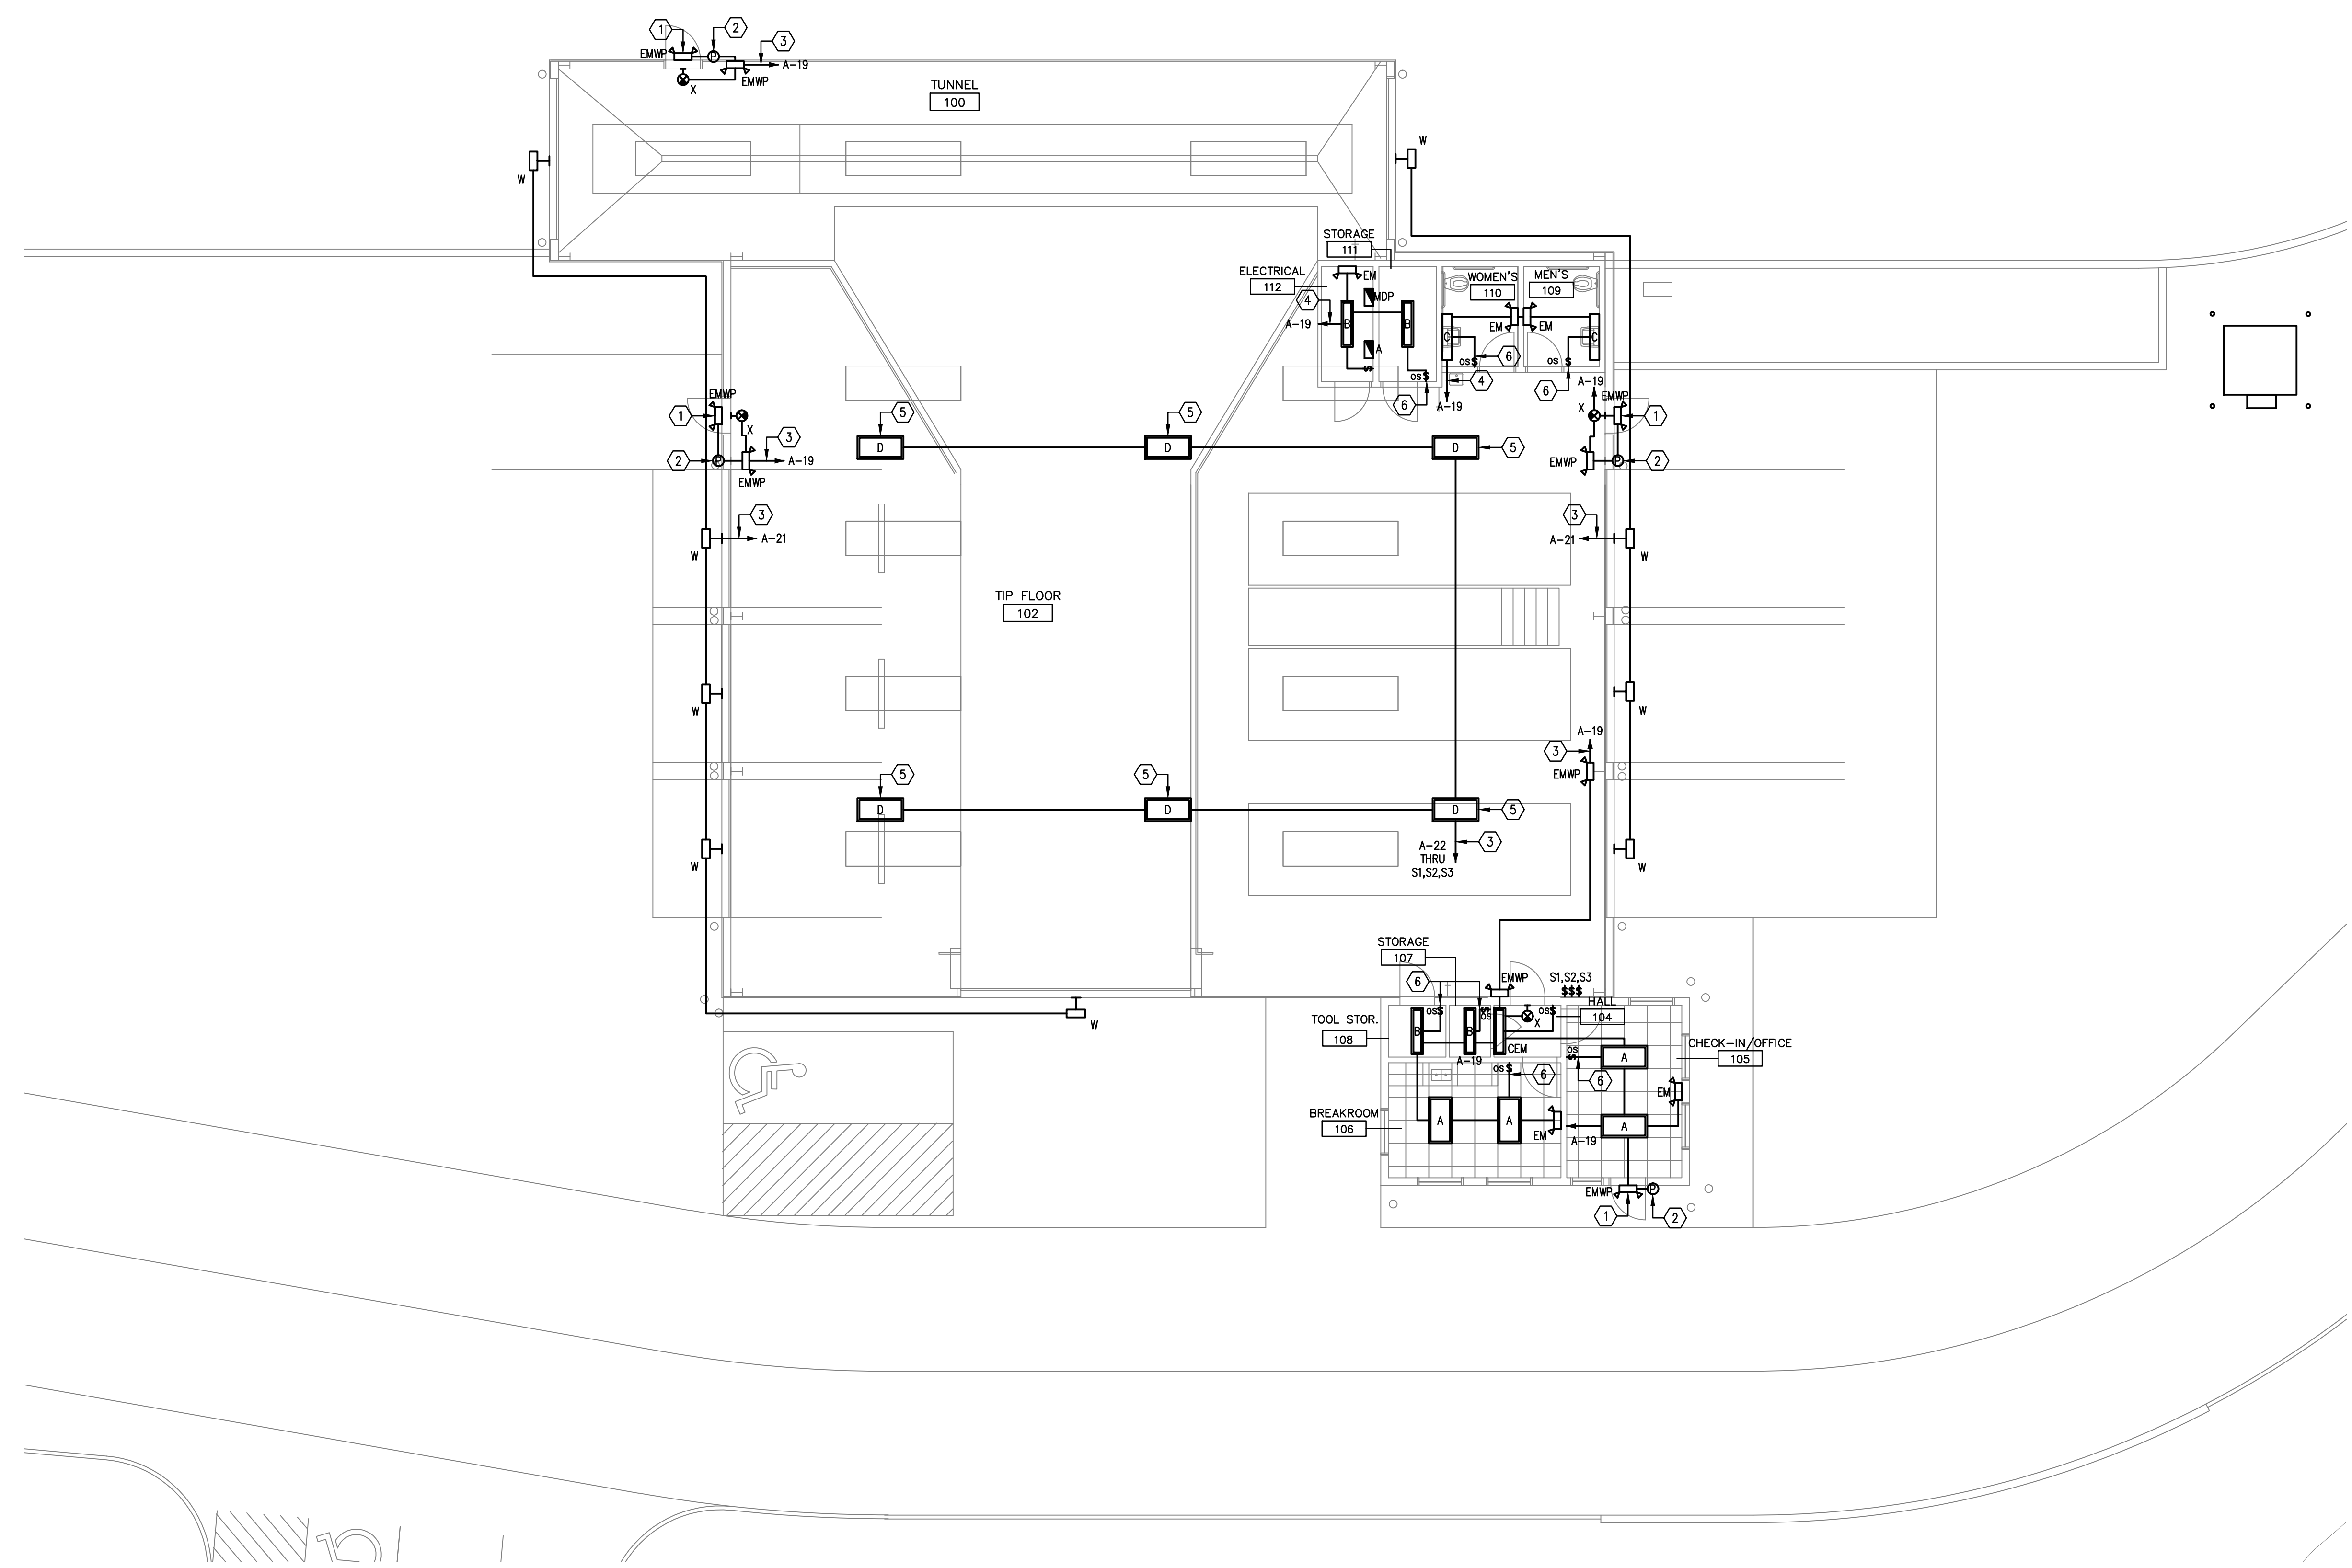 1
2
3
EMWP
A-19
EMWP
X
TUNNEL
100
W
W
STORAGE
111
ELECTRICAL
112
EM
MDP
WOMEN'S
110
MEN'S
109
4
A-19
B
B
EM
EM
C
C
A
OS $
6
OS $
OS $
$
4
6
6
A-19
A-19
EMWP
1
X
3
2
P
A-19
EMWP
5
5
5
D
D
D
X
EMWP
1
EMWP
P
2
3
A-21
W
3
A-21
W
TIP FLOOR
102
W
W
A-19
3
EMWP
5
5
5
D
D
D
3
A-22
THRU
S1,S2,S3
W
W
STORAGE
107
6
EMWP
S1,S2,S3
$$$
HALL
104
W
TOOL STOR.
108
B
B
OS$
OS
$
OS$
X
CEM
A-19
OS $
6
OS
$
6
A
CHECK-IN/OFFICE
105
EM
BREAKROOM
106
A
A
EM
A
A-19
EMWP
P
1
2